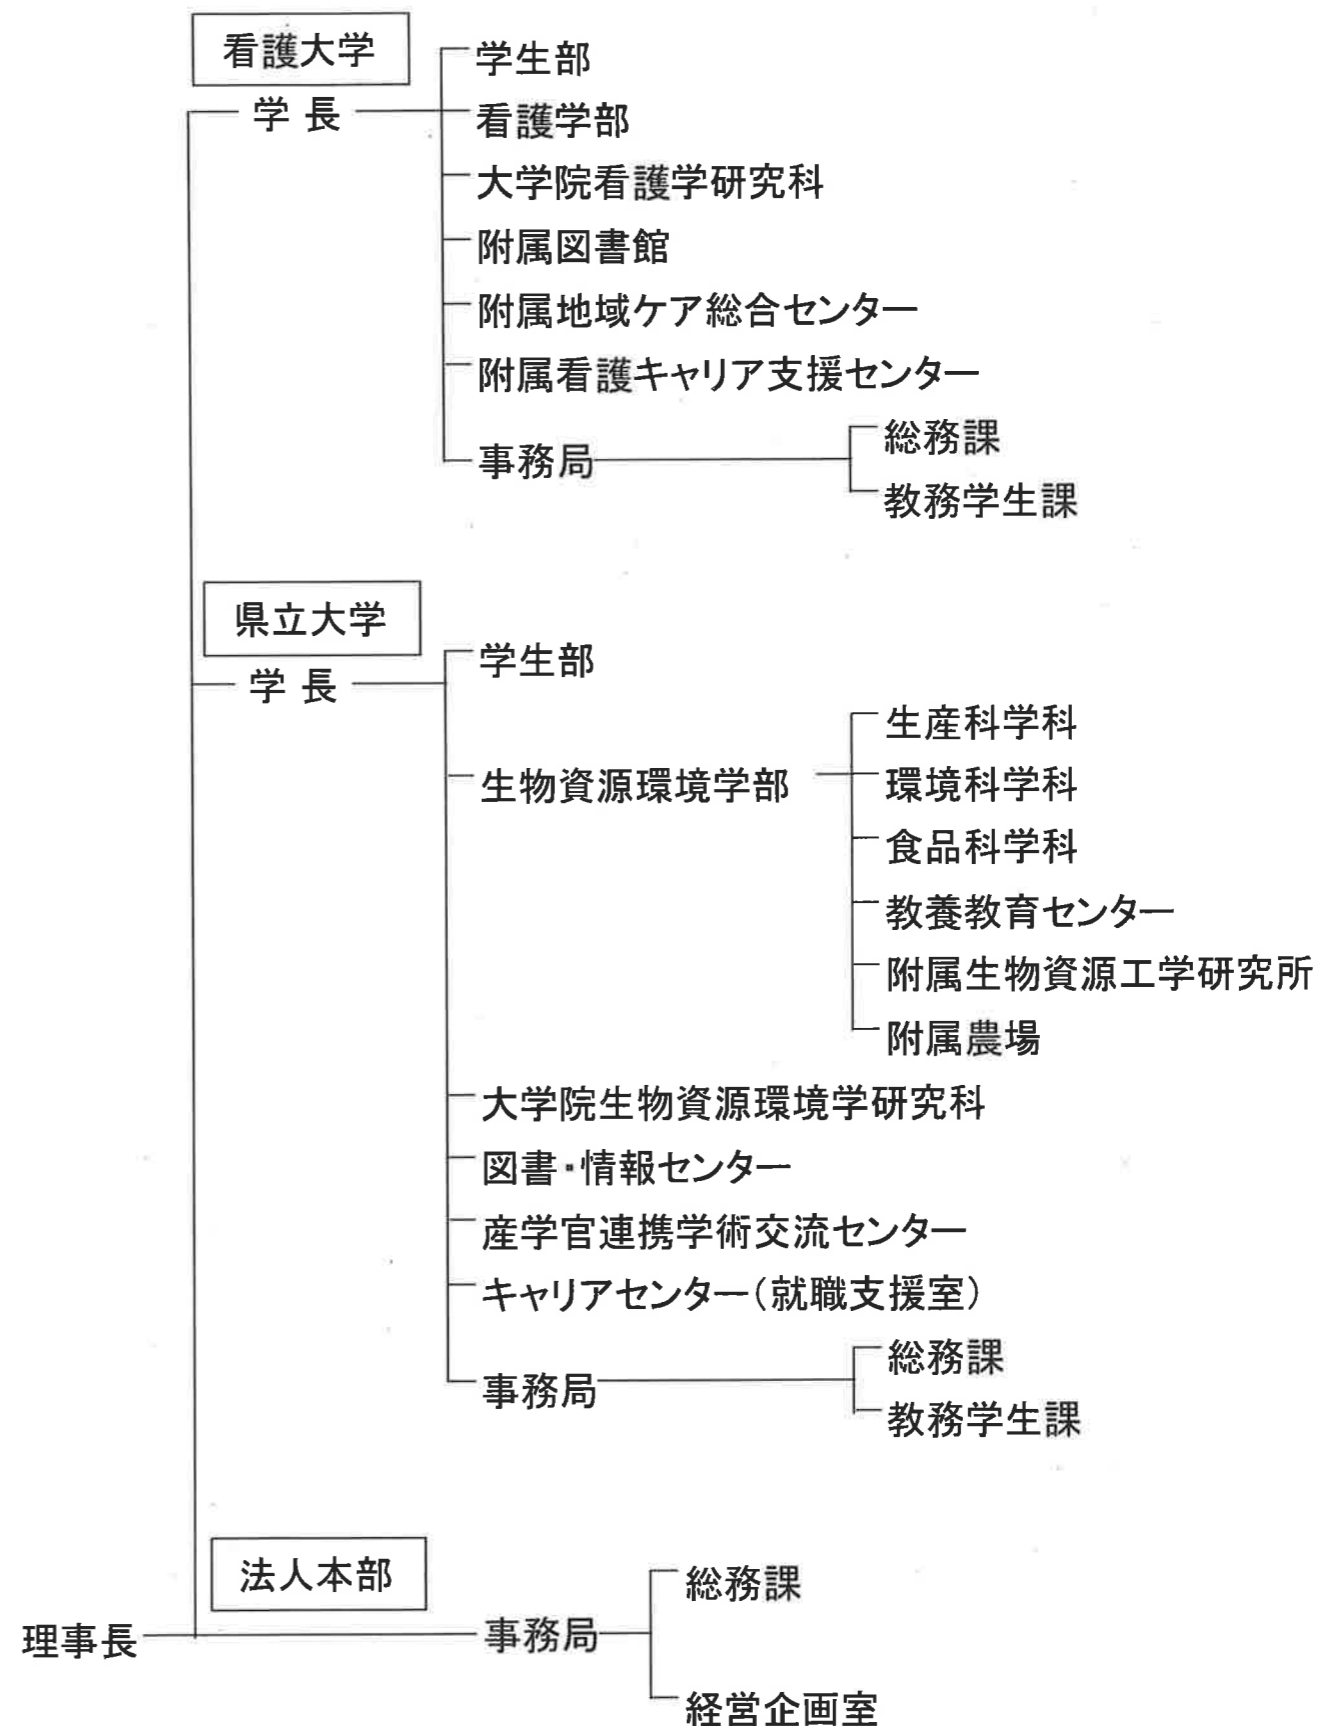 看護大学
学長
学生部
看護学部
大学院看護学研究科
附属図書館
附属地域ケア総合センター
附属看護キャリア支援センター
事務局
総務課
教務学生課
県立大学
学長
学生部
生物資源環境学部
生産科学科
環境科学科
食品科学科
教養教育センター
附属生物資源工学研究所
附属農場
大学院生物資源環境学研究科
図書・情報センター
産学官連携学術交流センター
キャリアセンター(就職支援室)
事務局
総務課
教務学生課
法人本部
理事長
事務局
総務課
経営企画室